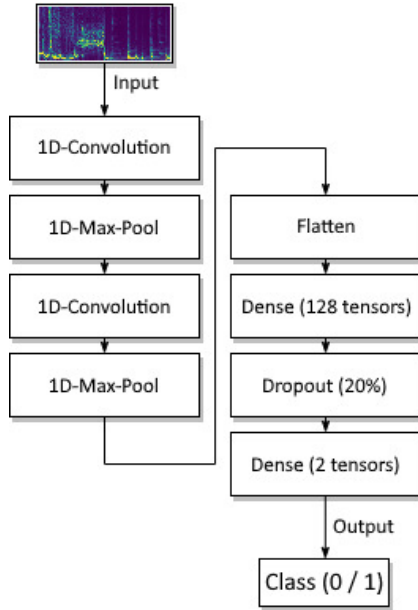 Input
1D-Convolution
1D-Max-Pool
1D-Convolution
1D-Max-Pool
Flatten
Dense (128 tensors)
Dropout (20%)
Dense (2 tensors)
Output
Class (0 / 1)